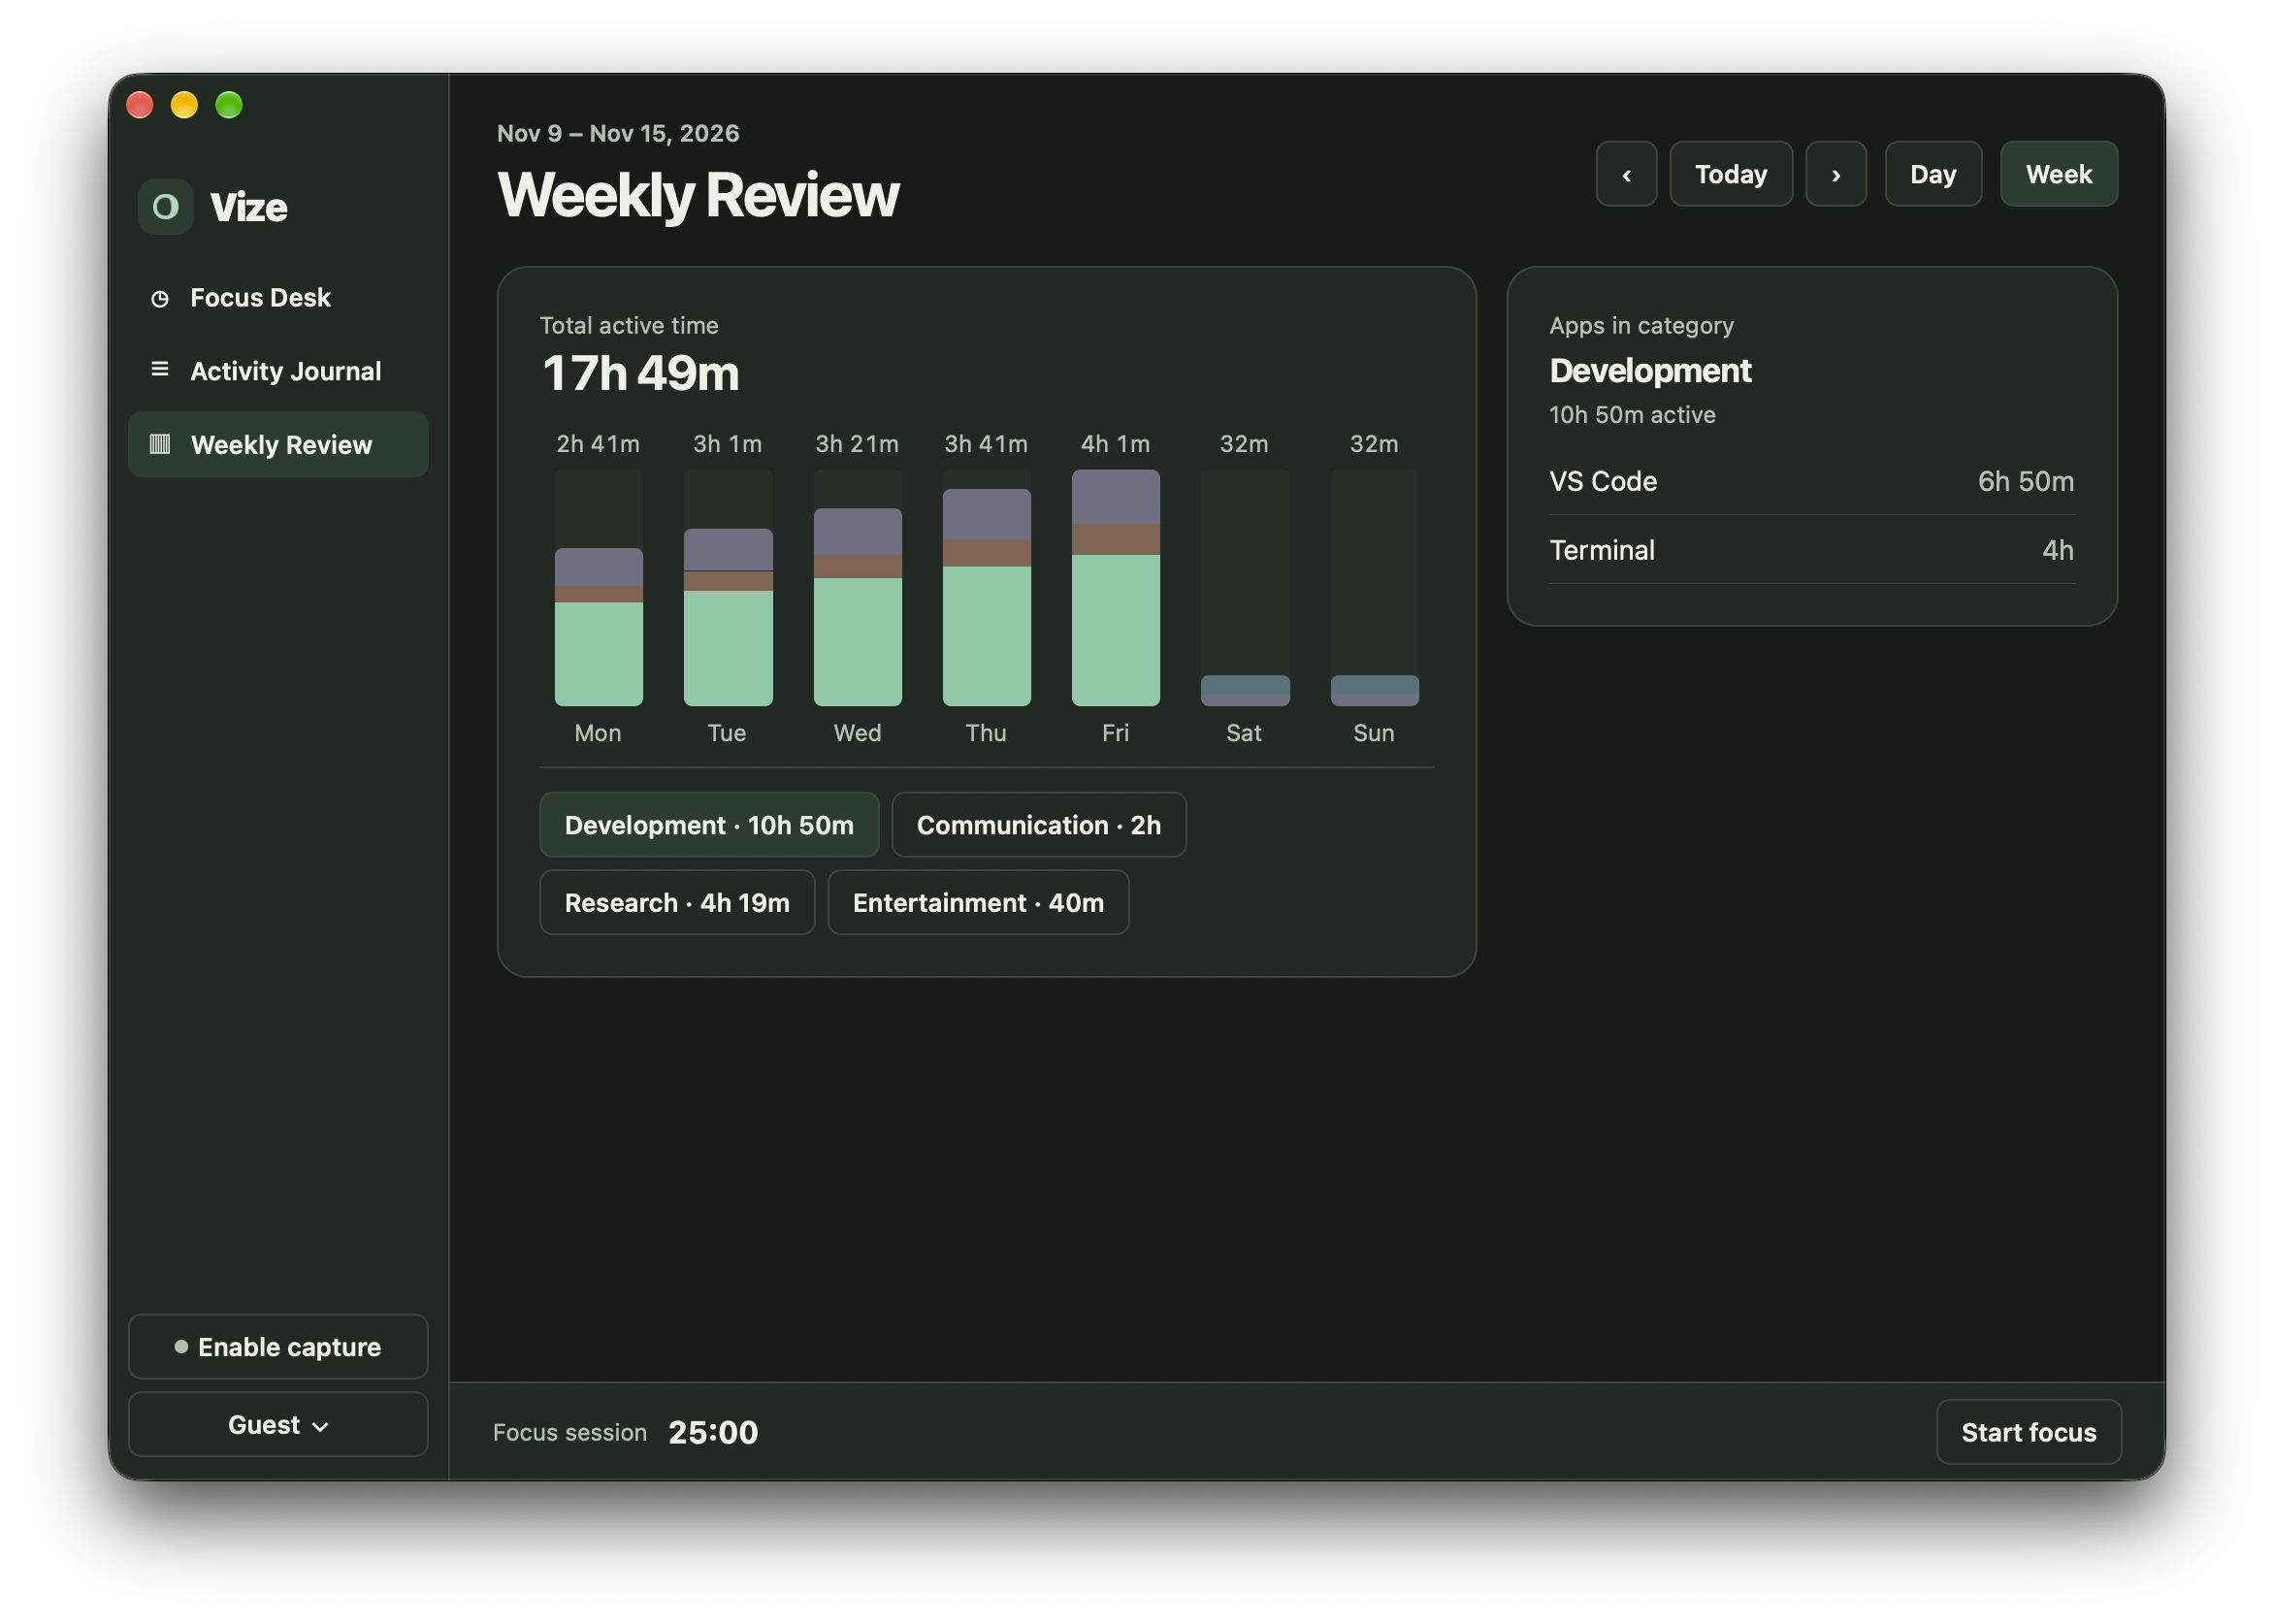 Vize
Focus Desk
Activity Journal
Weekly Review
Enable capture
Guest
Nov 9 – Nov 15, 2026
Weekly Review
‹ Today › Day Week
Total active time
17h 49m
2h 41m 3h 1m 3h 21m 3h 41m 4h 1m 32m 32m
Mon Tue Wed Thu Fri Sat Sun
Development · 10h 50m Communication · 2h
Research · 4h 19m Entertainment · 40m
Apps in category
Development
10h 50m active
VS Code 6h 50m
Terminal 4h
Focus session 25:00
Start focus